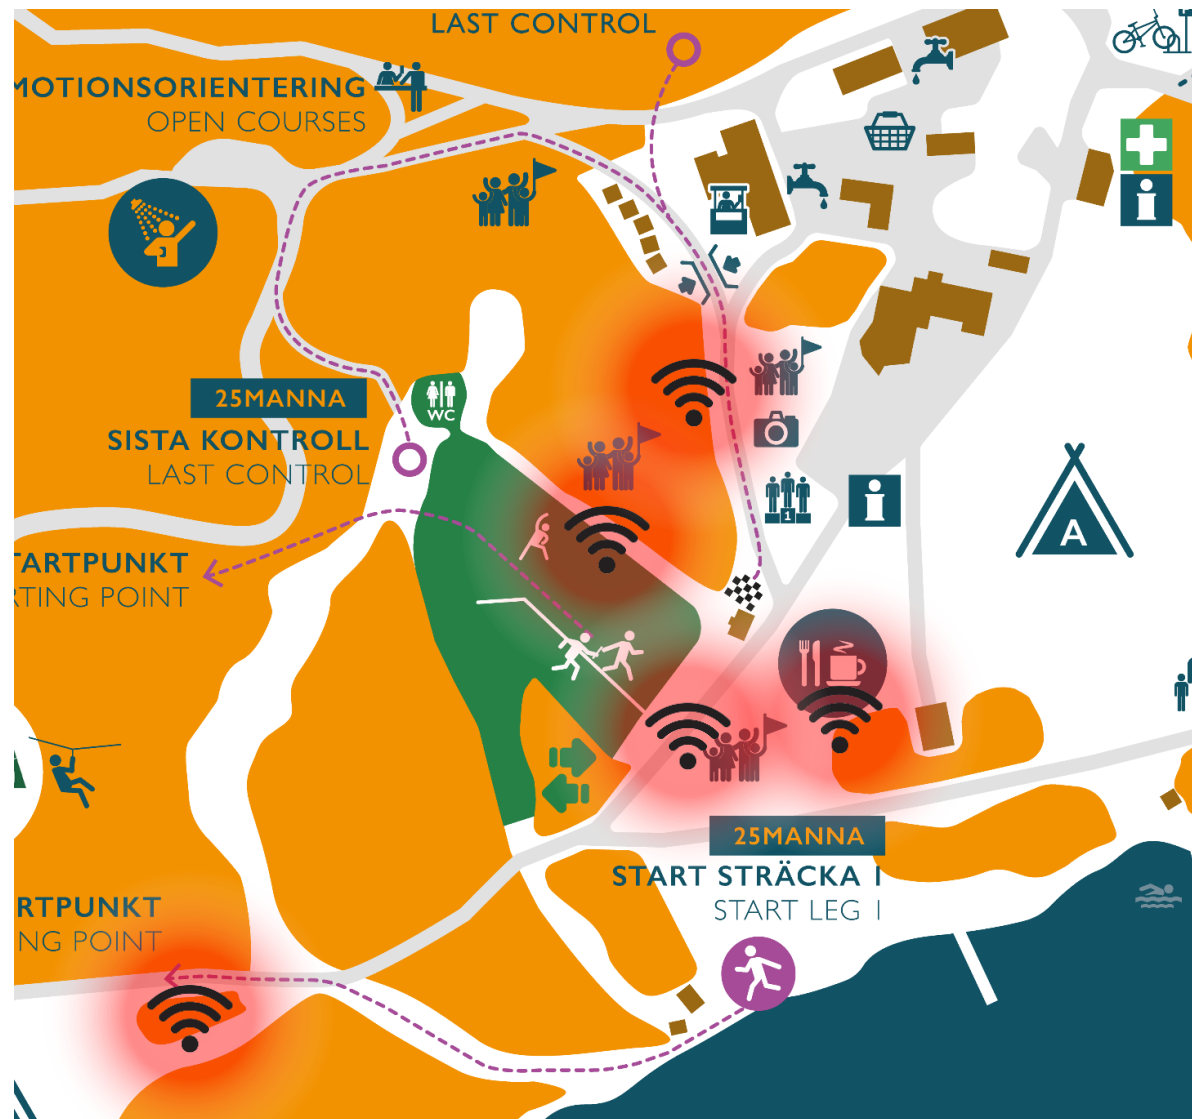 LAST CONTROL
MOTIONSORIENTERING
OPEN COURSES
25MANNA
SISTA KONTROLL
LAST CONTROL
WC
TARTPUNKT
RTING POINT
1
A
25MANNA
START STRÄCKA 1
START LEG 1
RTPUNKT
NG POINT